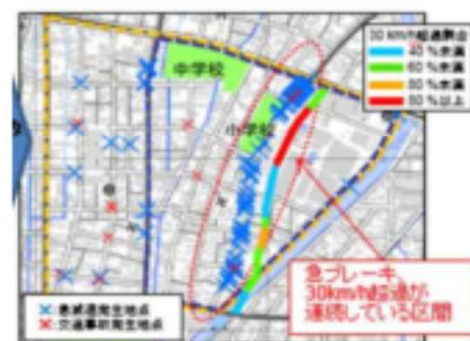 30 km/h超過割合
40 %未満
60 %未満
80 %未満
80 %以上
中学校
小学校
急ブレーキ、
30km/h超過が
連続している区間
×:急減速発生地点
×:交通事故発生地点